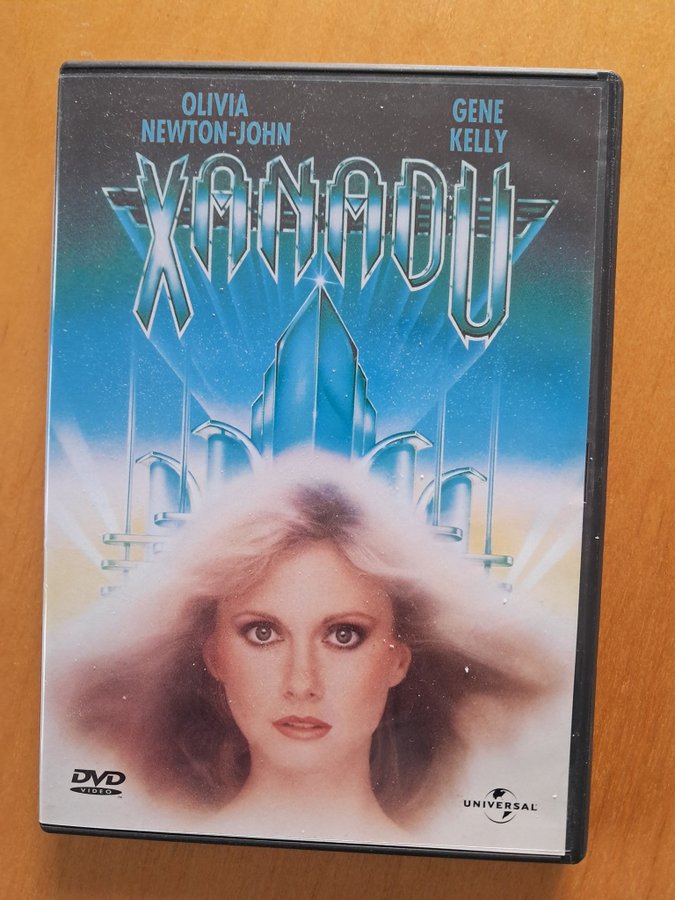 OLIVIA
NEWTON-JOHN
GENE
KELLY
XANADU
DVD
VIDEO
UNIVERSAL